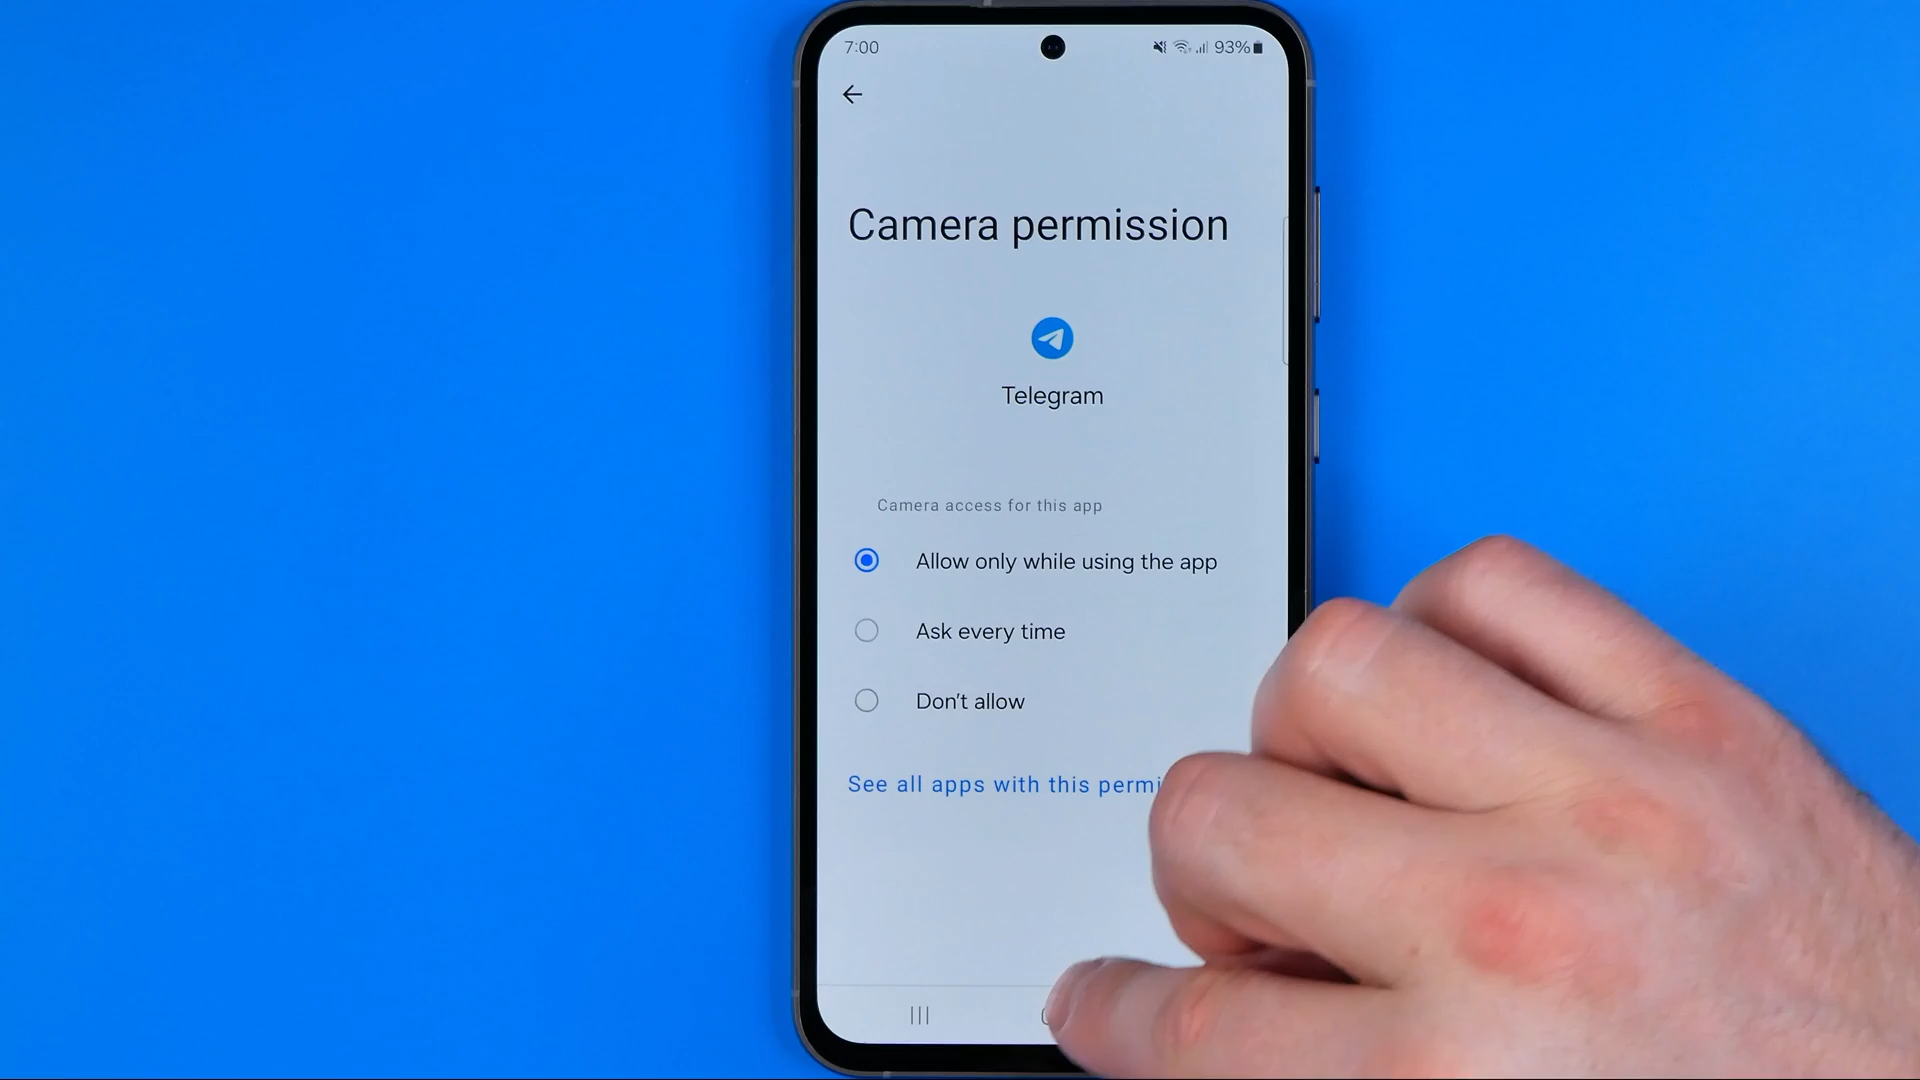 7:00 93%
Camera permission
Telegram
Camera access for this app
Allow only while using the app
Ask every time
Don't allow
See all apps with this